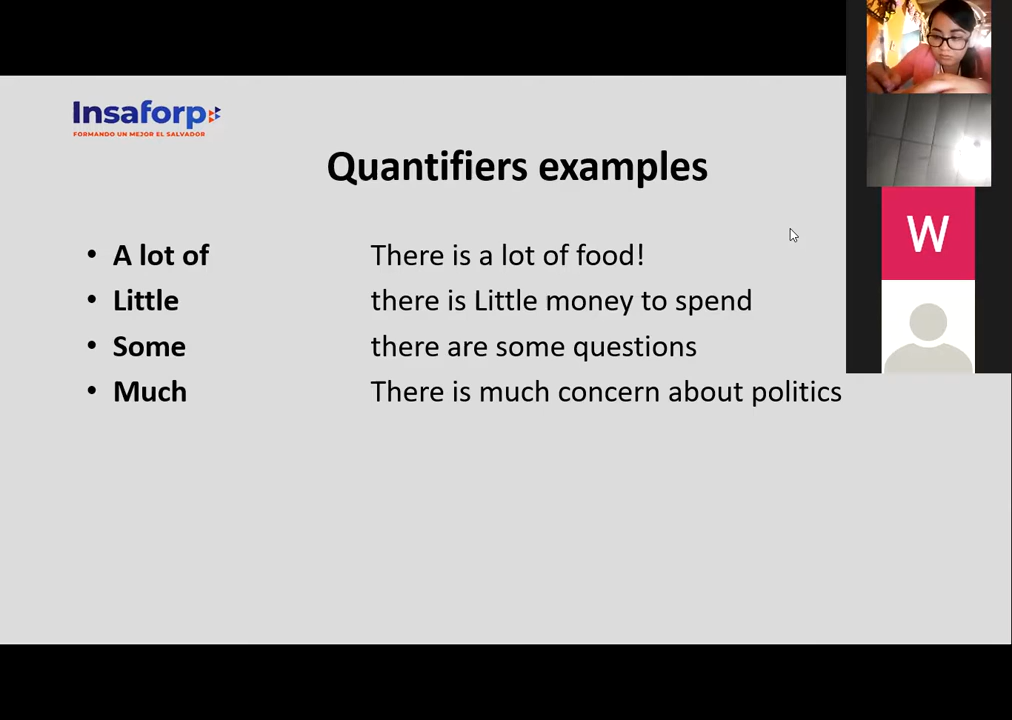 Insaforp
FORMANDO UN MEJOR EL SALVADOR
Quantifiers examples
• A lot of There is a lot of food!
• Little there is Little money to spend
• Some there are some questions
• Much There is much concern about politics
W